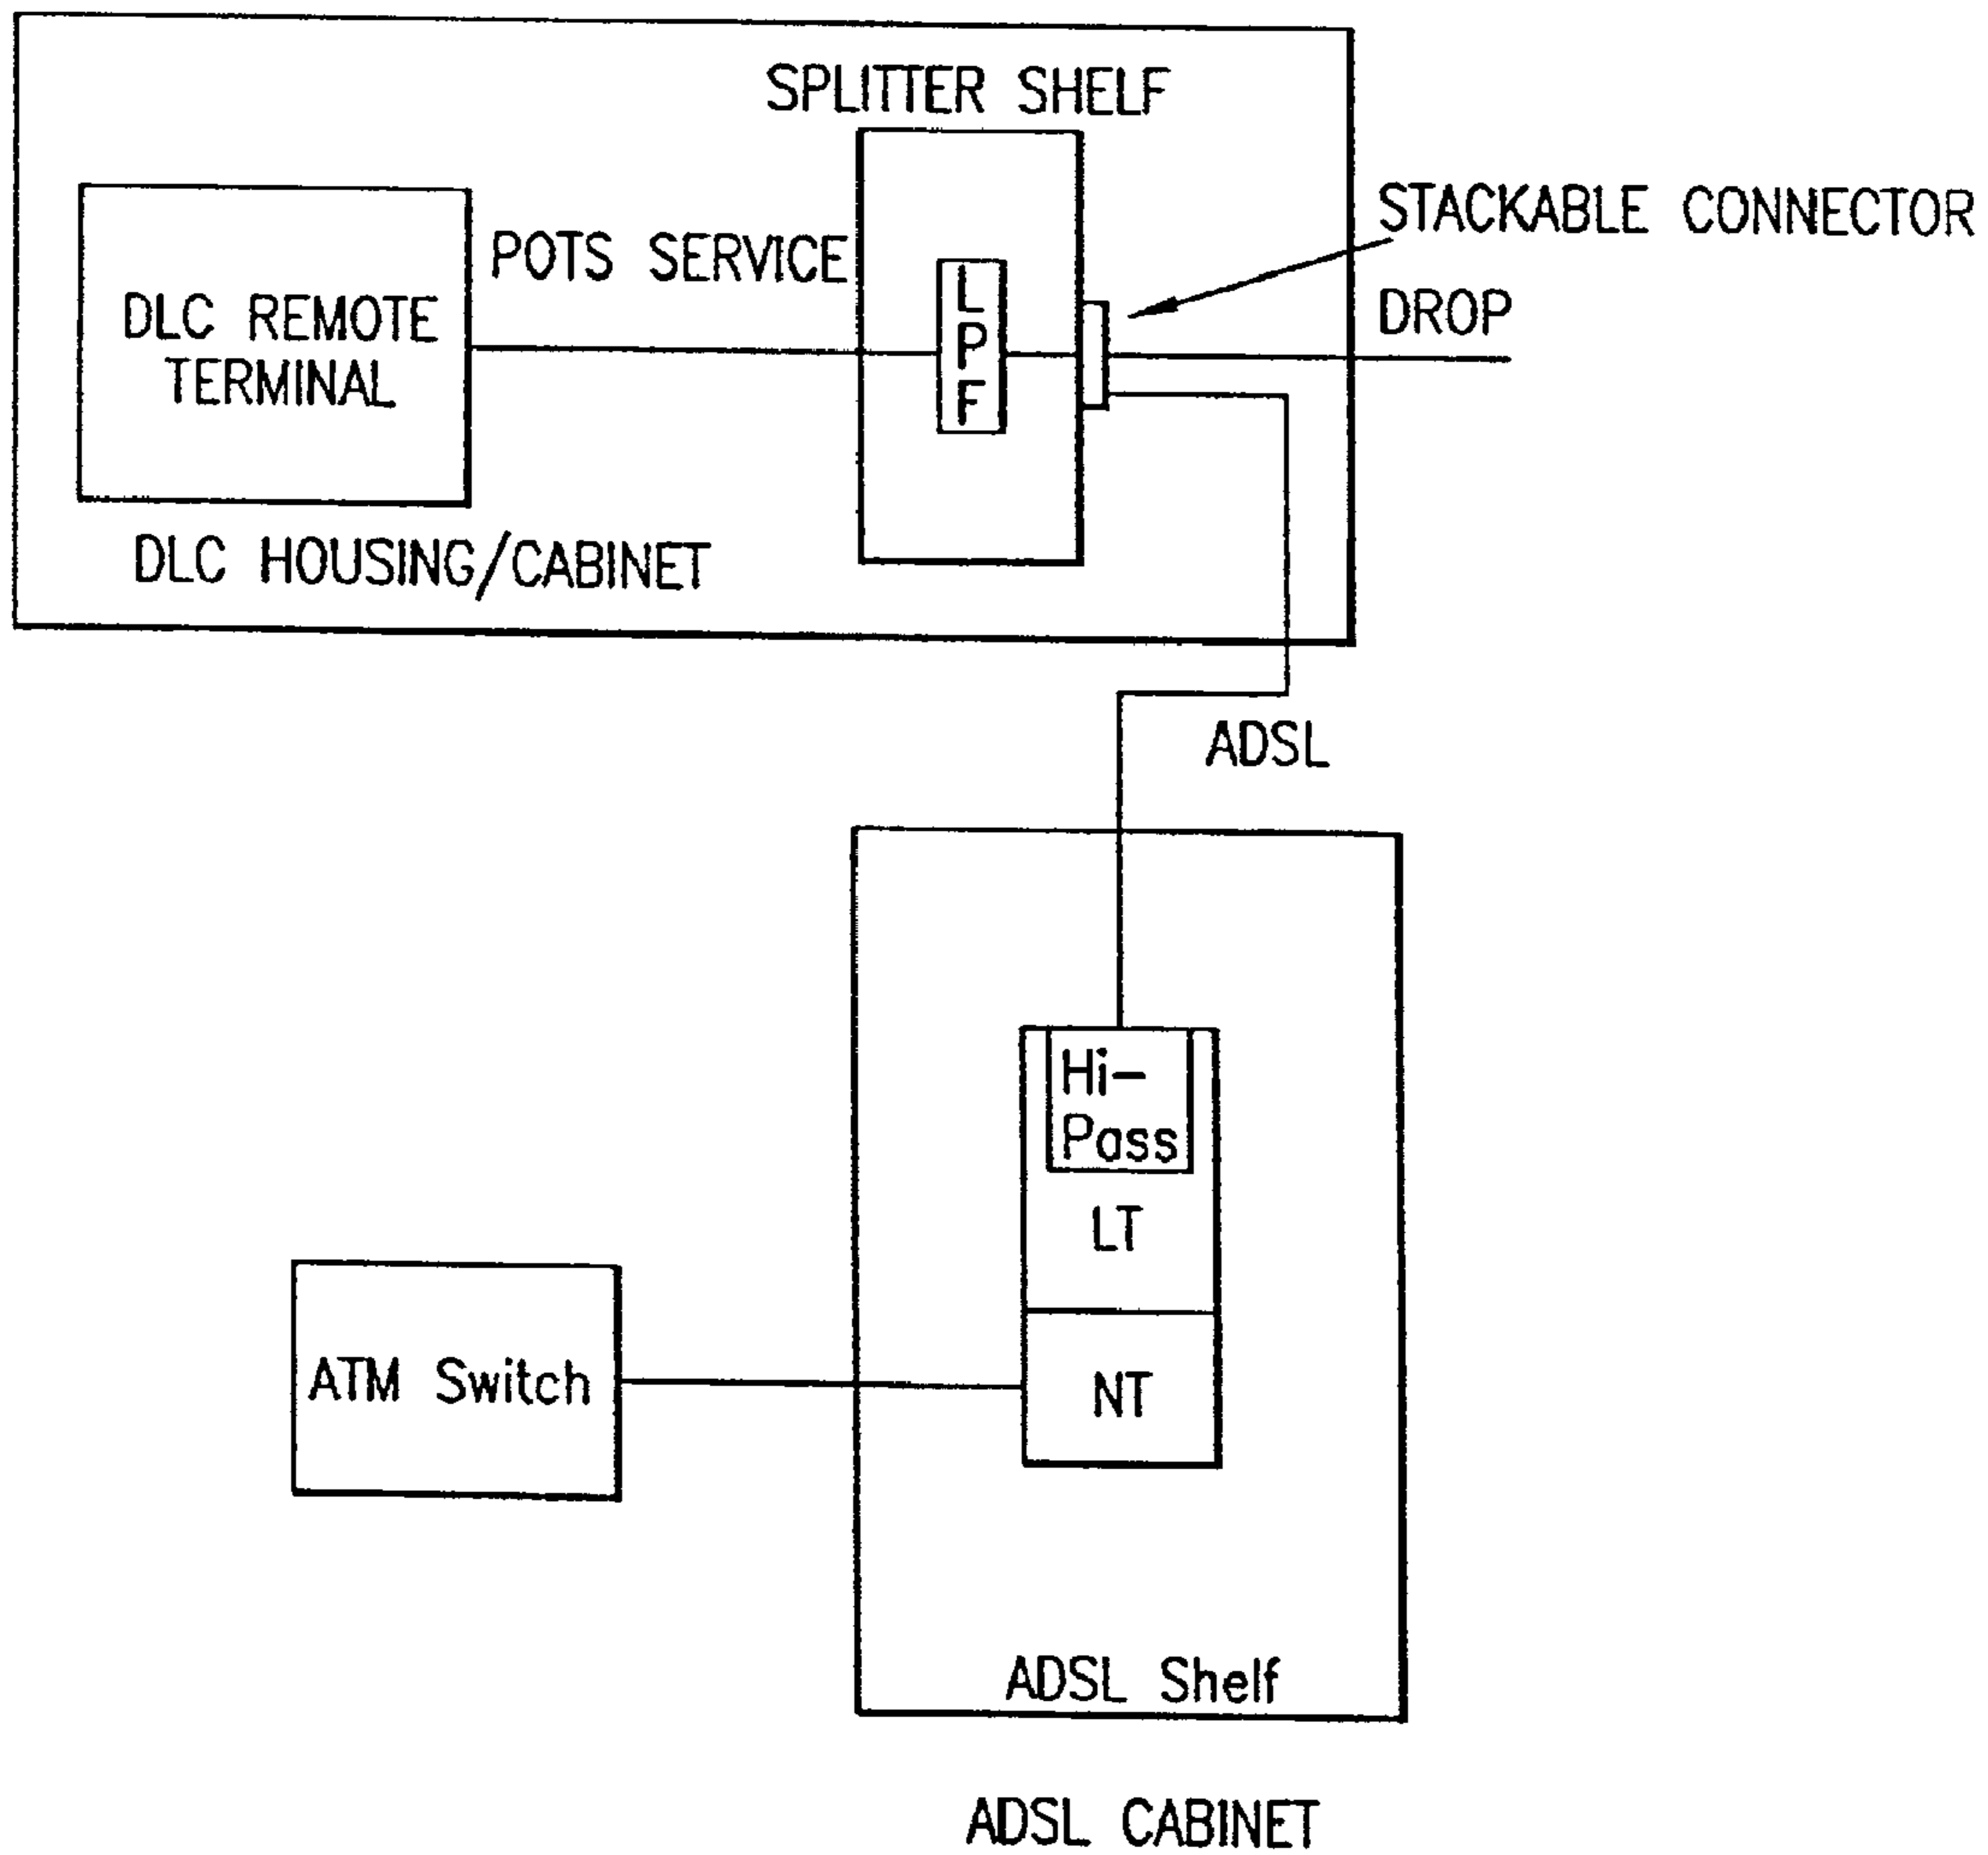 SPLITTER SHELF
STACKABLE CONNECTOR
POTS SERVICE
DROP
DLC REMOTE
TERMINAL
L
P
F
DLC HOUSING/CABINET
ADSL
Hi-
Pass
LT
ATM Switch
NT
ADSL Shelf
ADSL CABINET